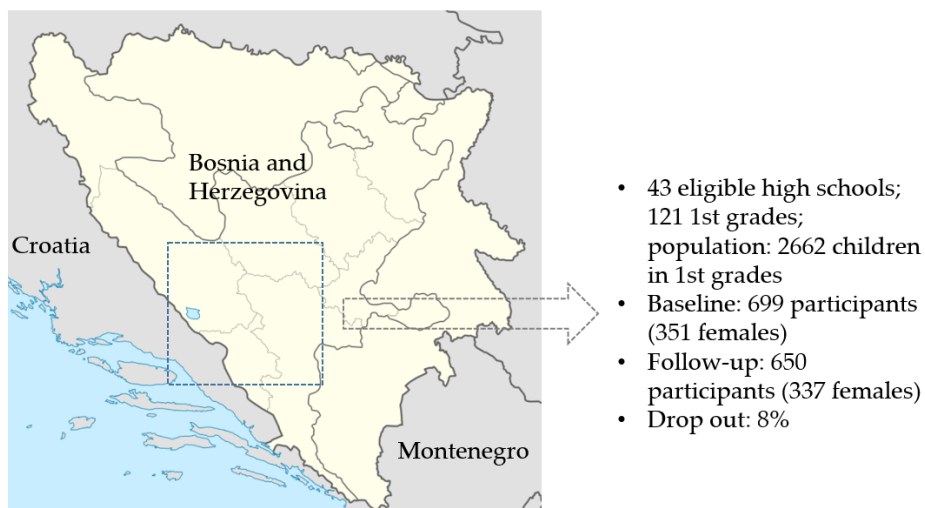 Bosnia and
Herzegovina
Croatia
Montenegro
• 43 eligible high schools;
121 1st grades;
population: 2662 children
in 1st grades
• Baseline: 699 participants
(351 females)
• Follow-up: 650
participants (337 females)
• Drop out: 8%